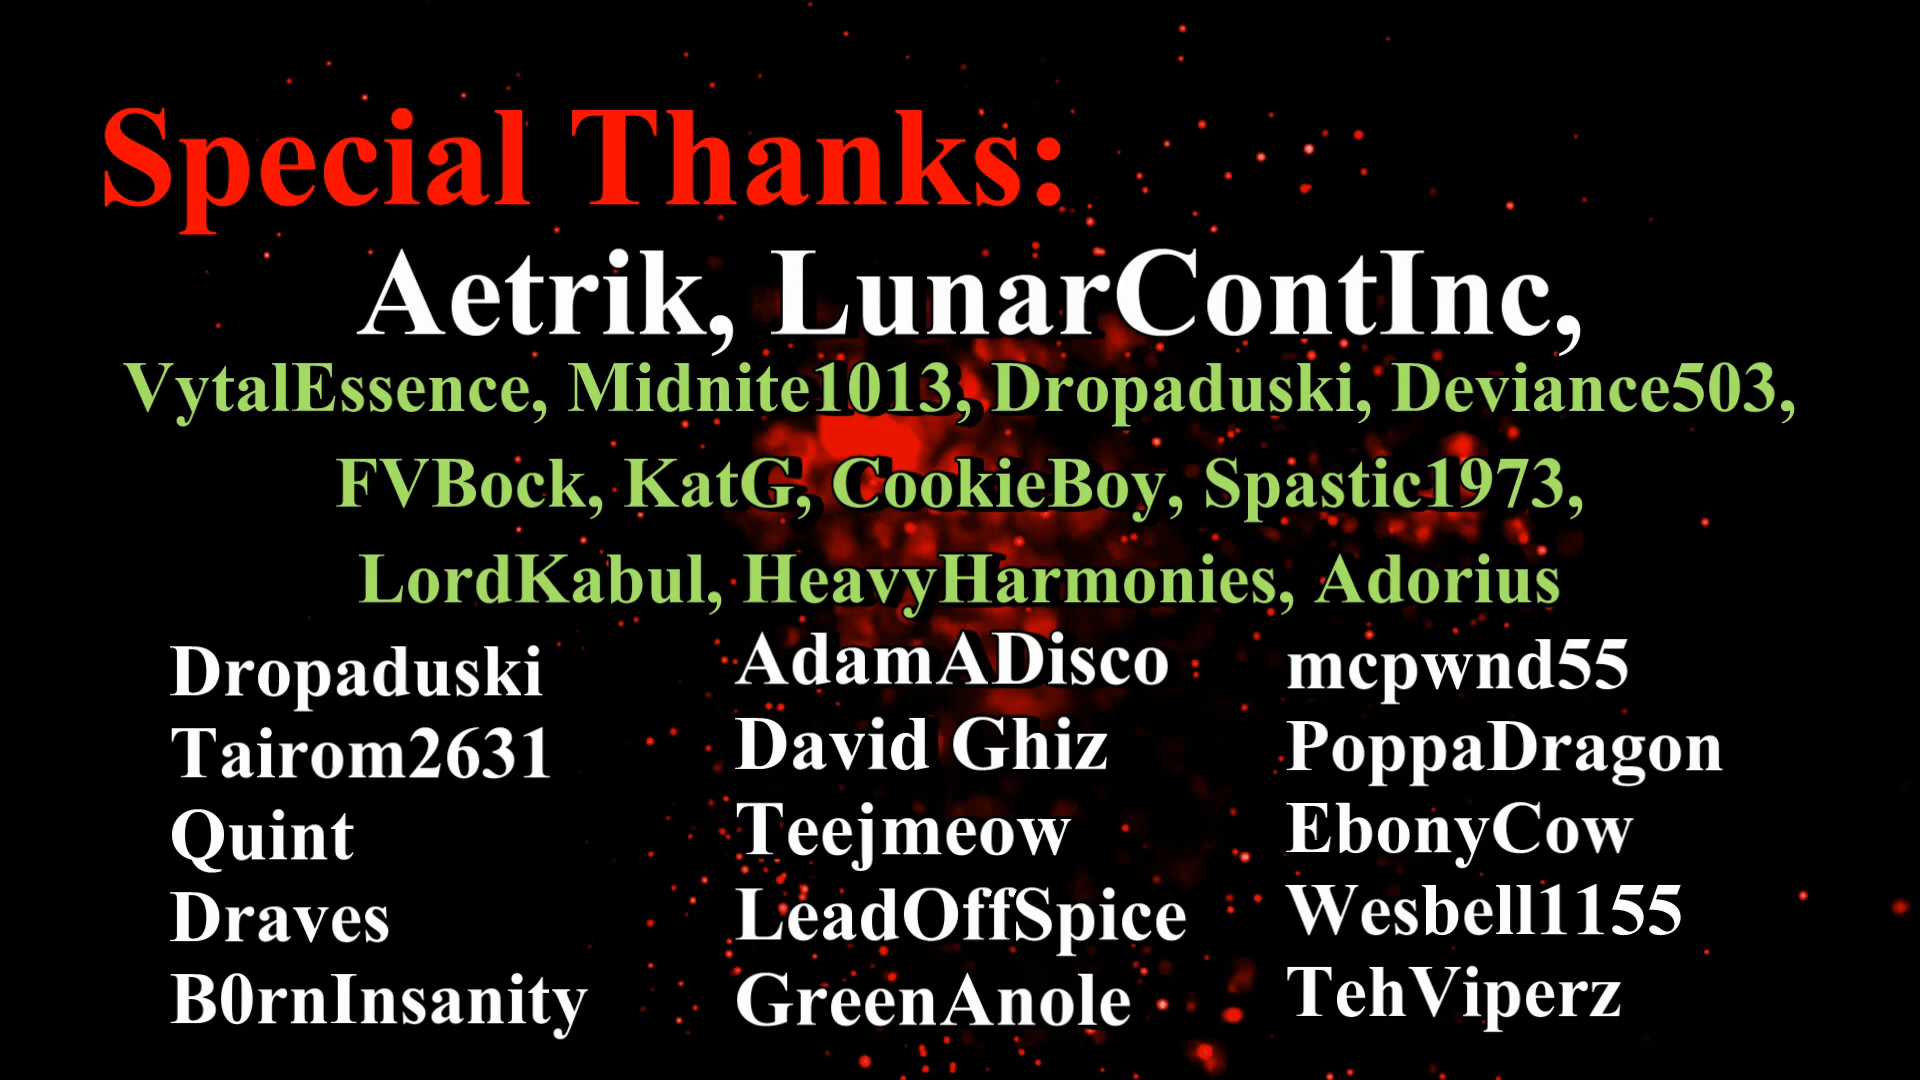 Special Thanks:
Aetrik, LunarContInc,
VytalEssence, Midnite1013, Dropaduski, Deviance503,
FVBock, KatG, CookieBoy, Spastic1973,
LordKabul, HeavyHarmonies, Adorius
Dropaduski
Tairom2631
Quint
Draves
B0rnInsanity
AdamADisco
David Ghiz
Teejmeow
LeadOffSpice
GreenAnole
mcpwnd55
PoppaDragon
EbonyCow
Wesbell1155
TehViperz